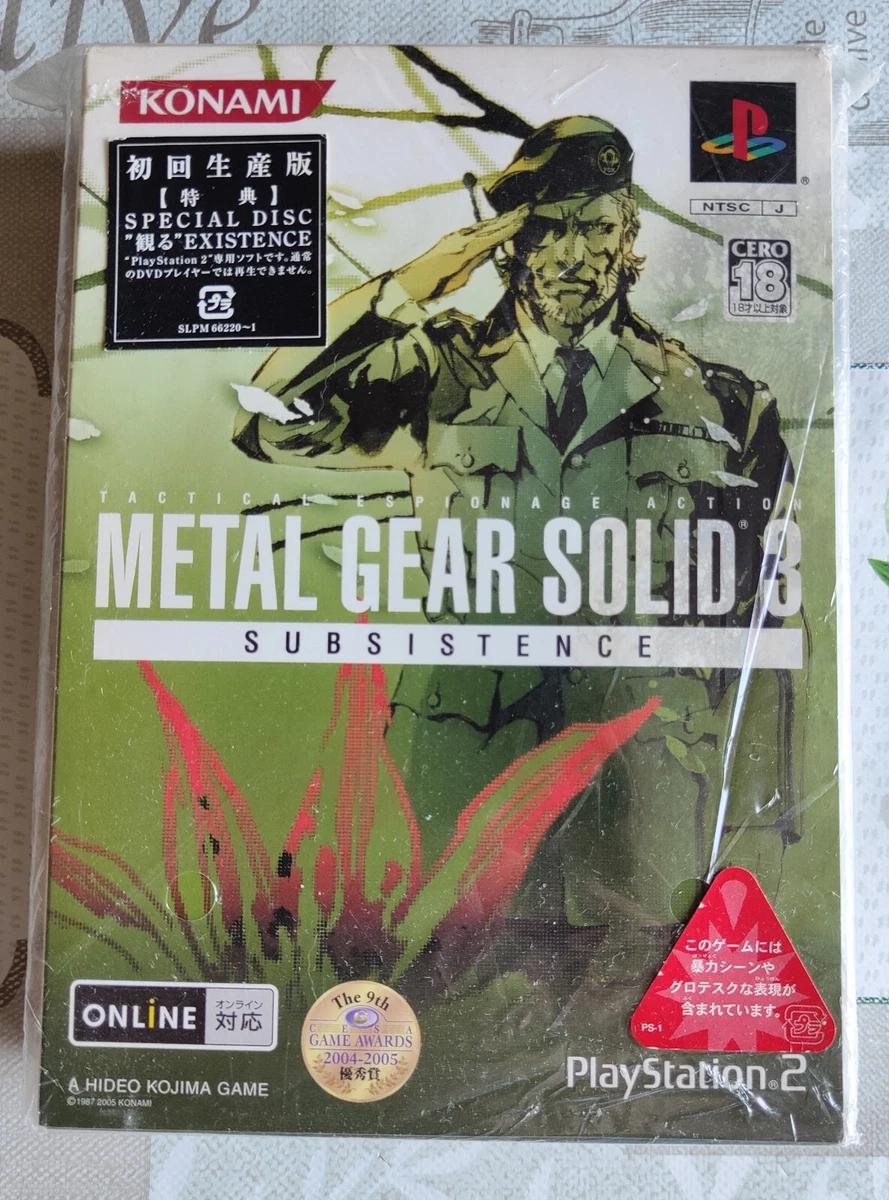 KONAMI
初回生産版
【特典】
SPECIAL DISC
"観る"EXISTENCE
"PlayStation 2"専用ソフトです。通常
のDVDプレイヤーでは再生できません。
プラ
SLPM 66220~1
NTSC J
CERO
18
18才以上対象
TACTICAL ESPIONAGE ACTION
METAL GEAR SOLID® 3
SUBSISTENCE
このゲームには
暴力シーンや
グロテスクな表現が
含まれています。
PS-1
プラ
ONLiNE オンライン
対応
The 9th
CESA
GAME AWARDS
2004-2005
優秀賞
PlayStation®2
A HIDEO KOJIMA GAME
©1987 2005 KONAMI